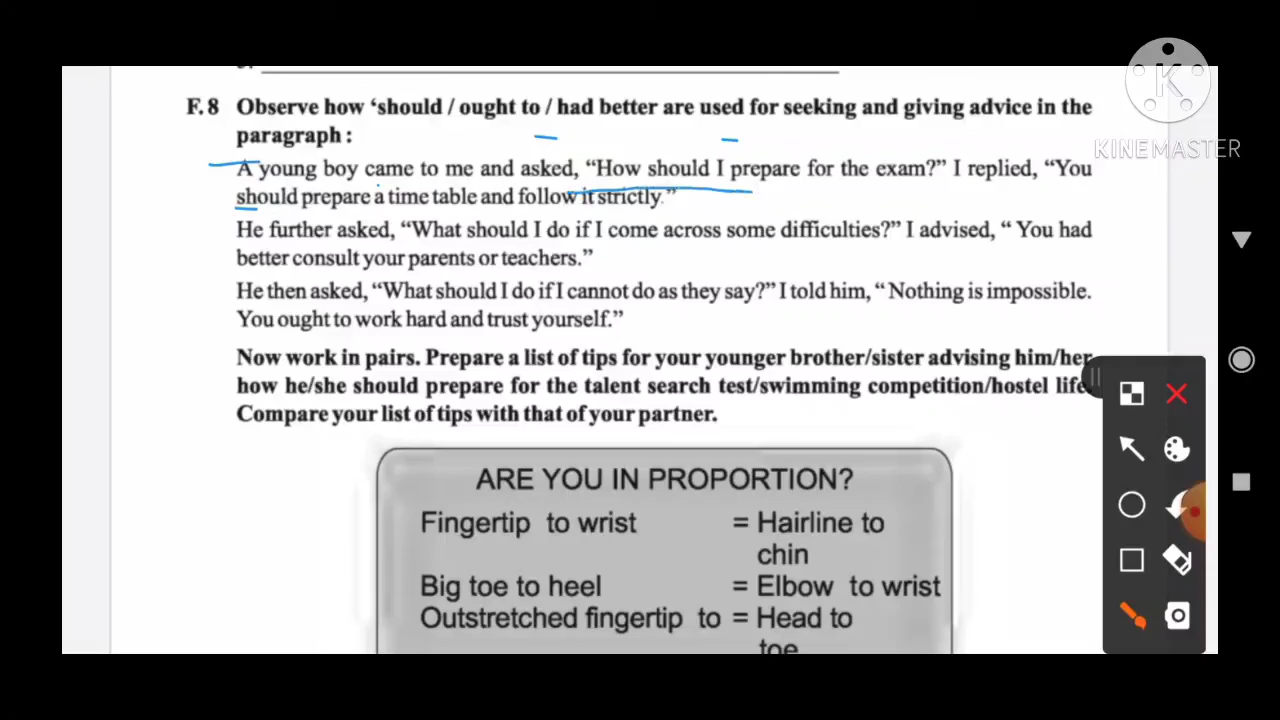 KINEMASTER
F.8 Observe how ‘should / ought to / had better are used for seeking and giving advice in the
paragraph :
A young boy came to me and asked, “How should I prepare for the exam?” I replied, “You
should prepare a time table and follow it strictly.”
He further asked, “What should I do if I come across some difficulties?” I advised, “ You had
better consult your parents or teachers.”
He then asked, “What should I do if I cannot do as they say?” I told him, “ Nothing is impossible.
You ought to work hard and trust yourself.”
Now work in pairs. Prepare a list of tips for your younger brother/sister advising him/her
how he/she should prepare for the talent search test/swimming competition/hostel life.
Compare your list of tips with that of your partner.
ARE YOU IN PROPORTION?
Fingertip to wrist = Hairline to
chin
Big toe to heel = Elbow to wrist
Outstretched fingertip to = Head to
toe